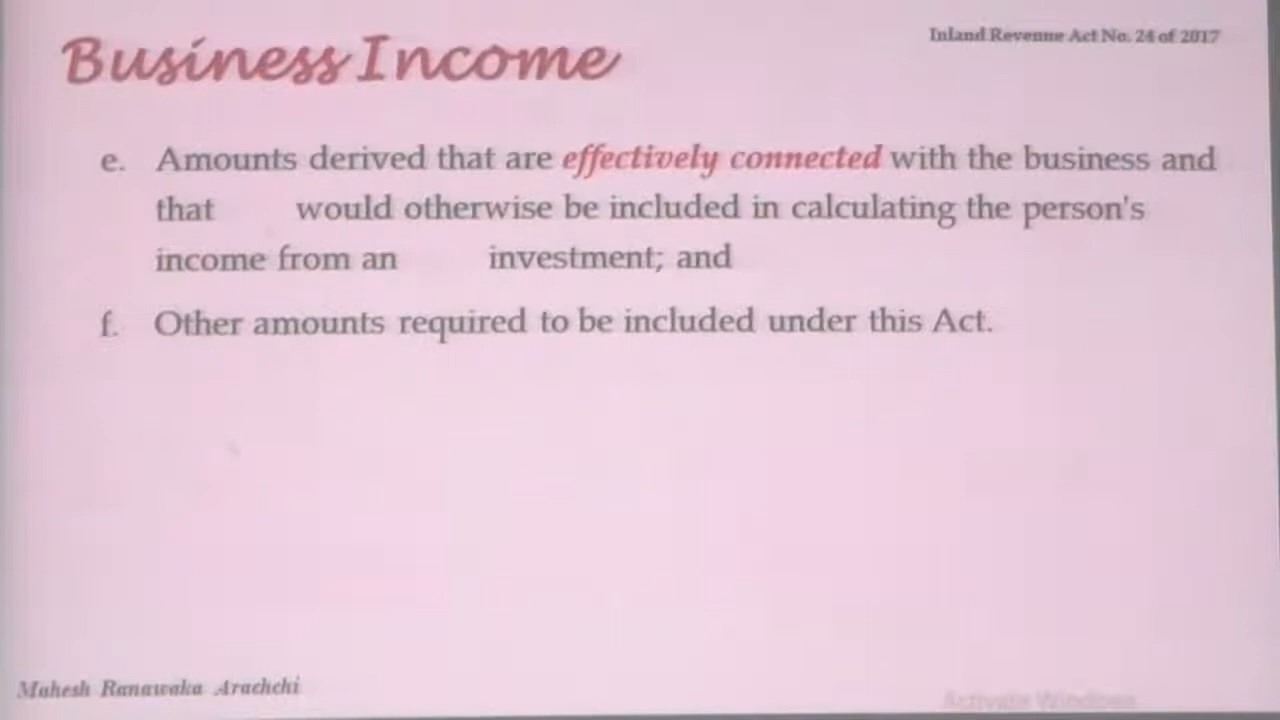 Business Income
Inland Revenue Act No. 24 of 2017
e. Amounts derived that are effectively connected with the business and
that would otherwise be included in calculating the person's
income from an investment; and
f. Other amounts required to be included under this Act.
Mahesh Ranawaka Arachchi
Activate Windows